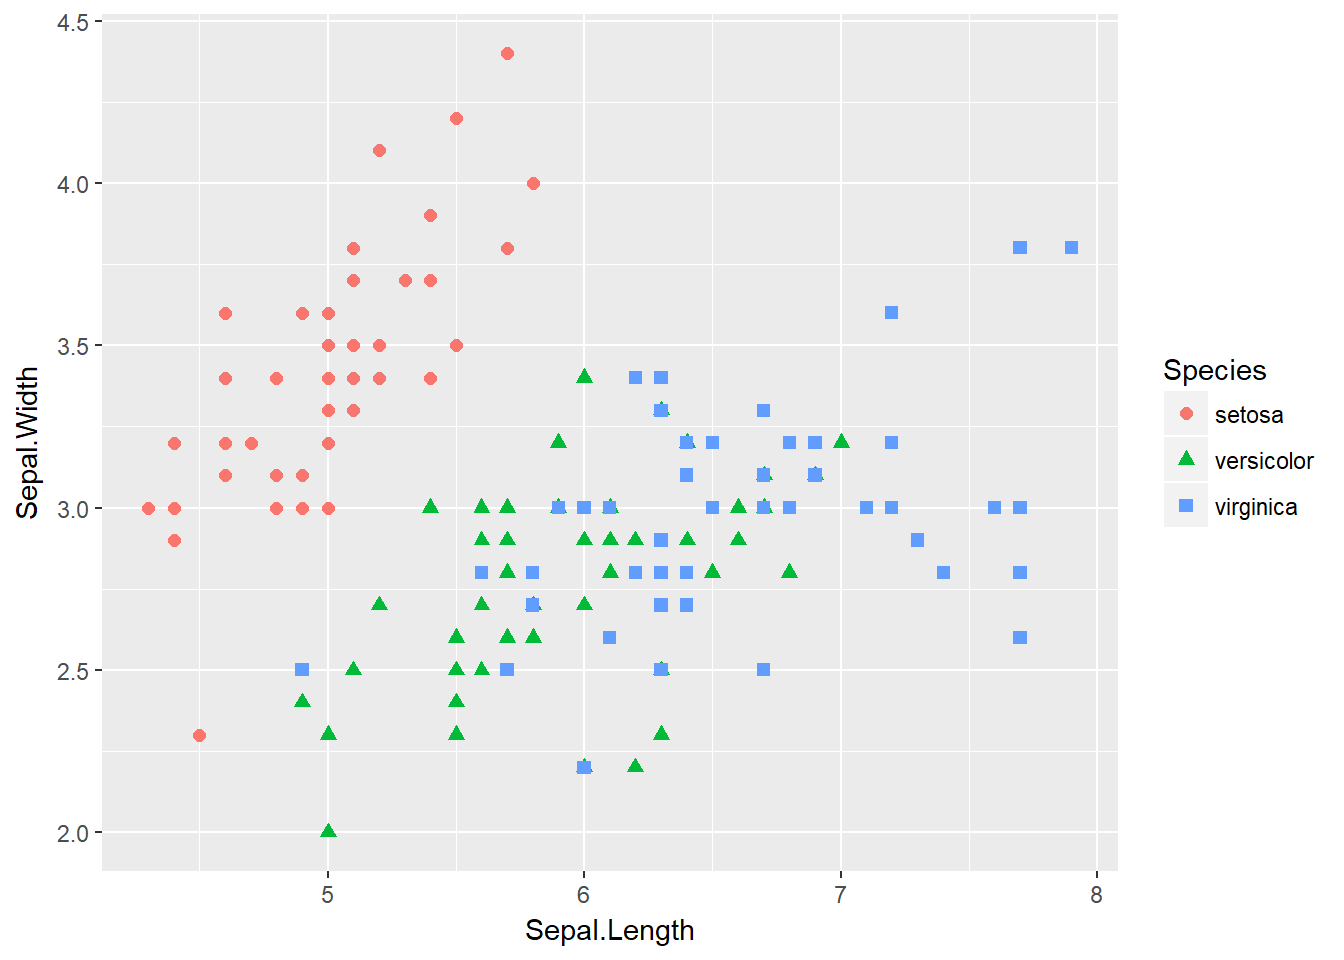 4.5
4.0
3.5
3.0
2.5
2.0
Sepal.Width
5 6 7 8
Sepal.Length
Species
setosa
versicolor
virginica